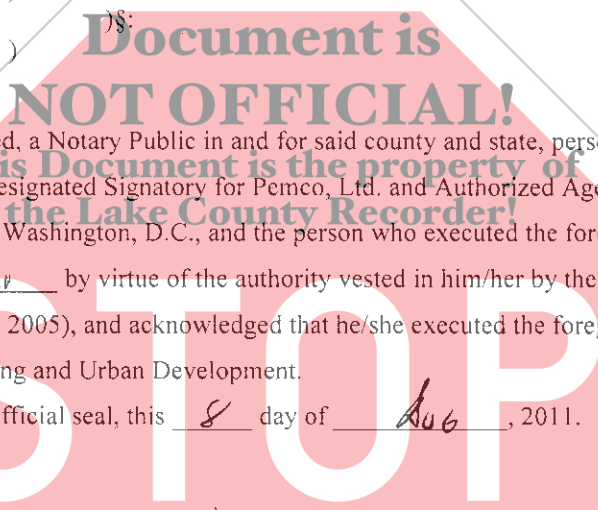 )§:
Document is
)
NOT OFFICIAL!
ed, a Notary Public in and for said county and state, perso
is Document is the property of
esignated Signatory for Pemco, Ltd. and Authorized Age
the Lake County Recorder!
Washington, D.C., and the person who executed the fore
by virtue of the authority vested in him/her by the
2005), and acknowledged that he/she executed the foreg
ng and Urban Development.
fficial seal, this 8 day of Aug, 2011.
STOP